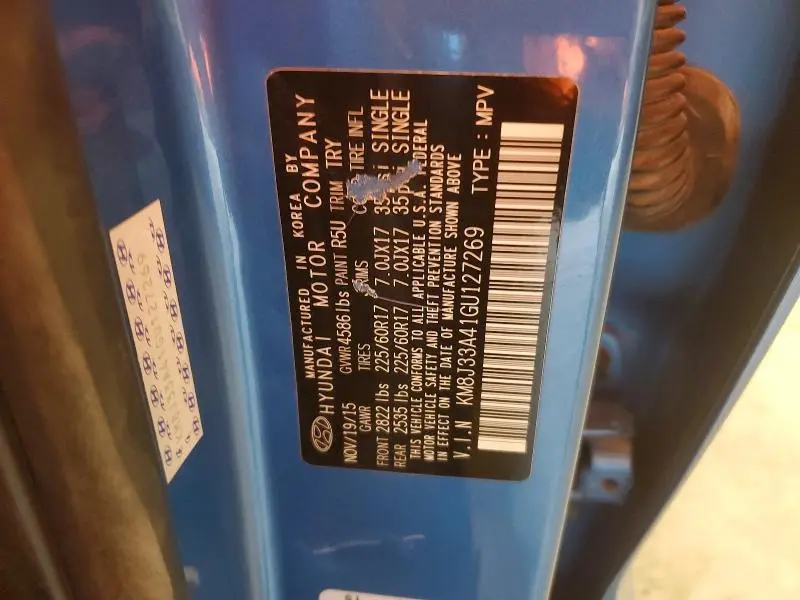 MANUFACTURED IN KOREA BY
HYUNDAI MOTOR COMPANY
NOV/19/15 GVWR 4586 lbs PAINT R5U TRIM TRY
GAWR TIRES RIMS TIRE INFL
FRONT 2822 lbs 225/60R17 7.0JX17 SINGLE
REAR 2535 lbs 225/60R17 7.0JX17 35 SINGLE
THIS VEHICLE CONFORMS TO ALL APPLICABLE U.S.A. FEDERAL
MOTOR VEHICLE SAFETY AND THEFT PREVENTION STANDARDS
IN EFFECT ON THE DATE OF MANUFACTURE SHOWN ABOVE
V.I.N KM8J33A41GU127269 TYPE : MPV